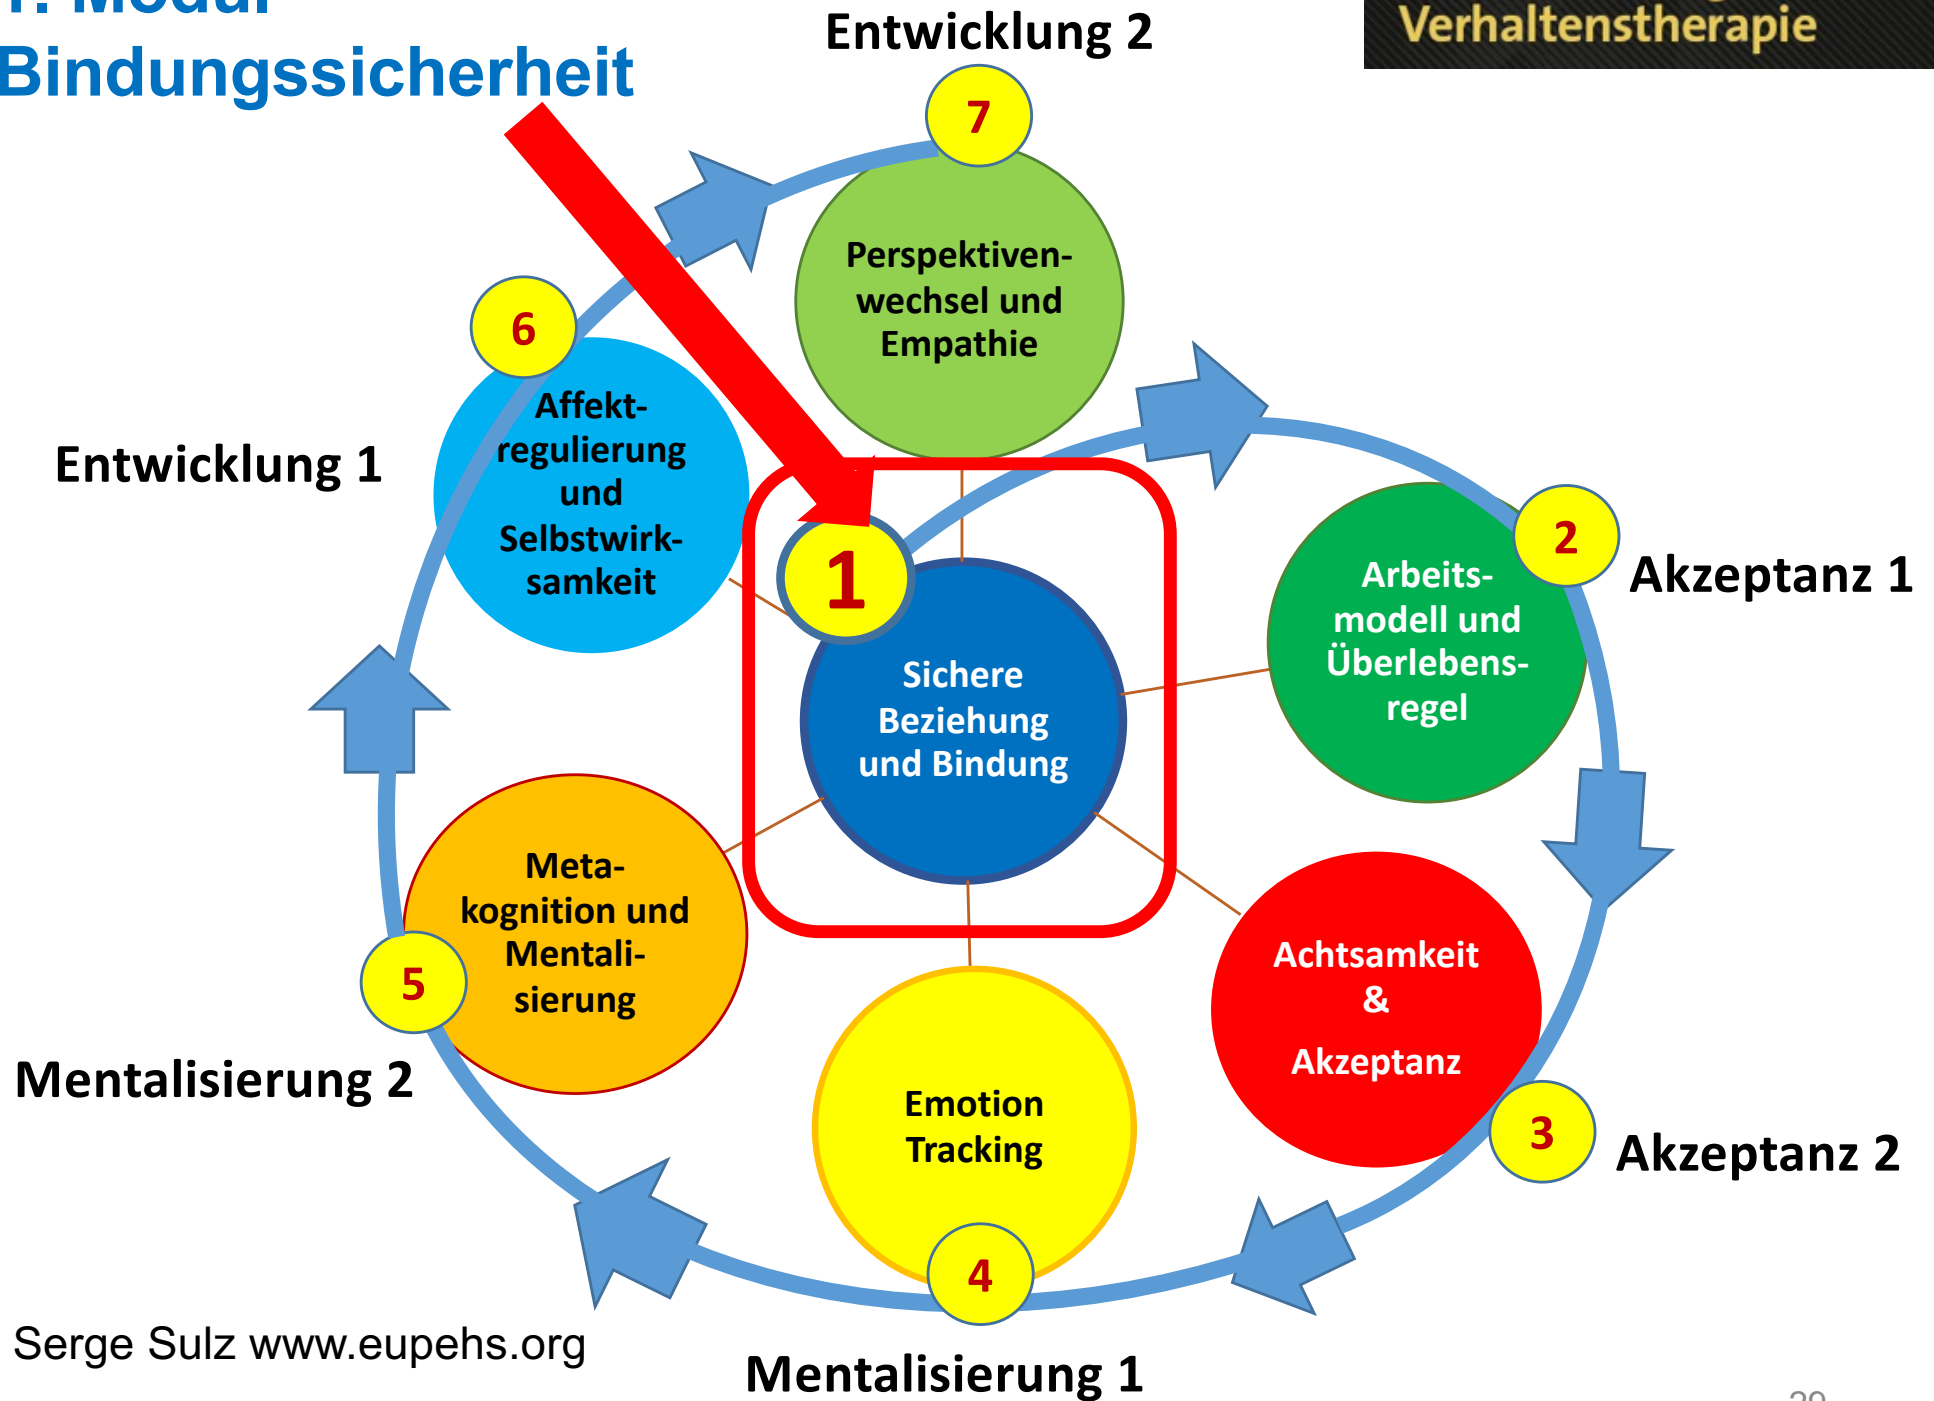 1. Modul
Bindungssicherheit
Verhaltenstherapie
Entwicklung 2
7
Perspektiven-
wechsel und
Empathie
6
Affekt-
regulierung
und
Selbstwirk-
samkeit
Entwicklung 1
1
Sichere
Beziehung
und Bindung
2
Akzeptanz 1
Arbeits-
modell und
Überlebens-
regel
Achtsamkeit
&
Akzeptanz
3
Akzeptanz 2
Meta-
kognition und
Mentali-
sierung
5
Mentalisierung 2
Emotion
Tracking
4
Mentalisierung 1
Serge Sulz www.eupehs.org